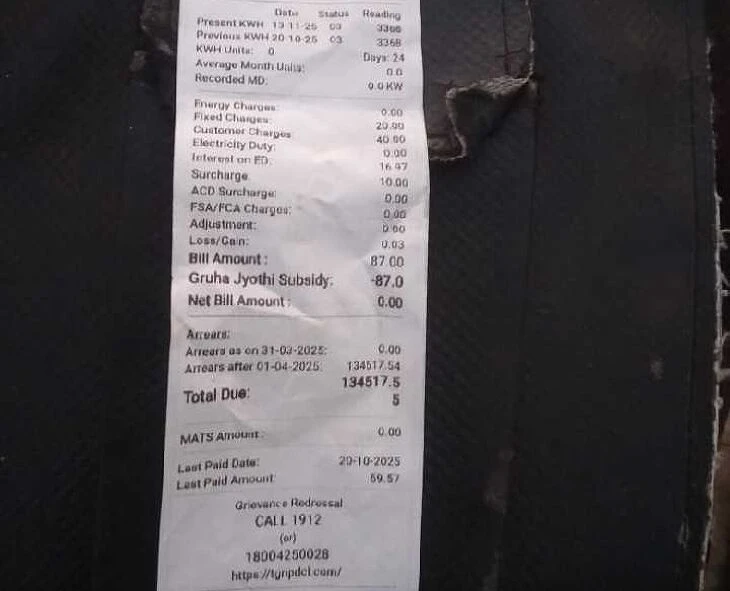 Date Status Reading
Present KWH 13-11-25 03 3368
Previous KWH 20-10-25 03 3368
KWH Units: 0 Days: 24
Average Month Units: 0.0
Recorded MD: 0.0 KW
Energy Charges: 0.00
Fixed Charges: 20.00
Customer Charges 40.00
Electricity Duty: 0.00
Interest on ED: 16.97
Surcharge 10.00
ACD Surcharge: 0.00
FSA/FCA Charges: 0.00
Adjustment: 0.00
Loss/Gain: 0.03
Bill Amount : 87.00
Gruha Jyothi Subsidy: -87.0
Net Bill Amount : 0.00
Arrears:
Arrears as on 31-03-2025: 0.00
Arrears after 01-04-2025: 134517.54
Total Due: 134517.5
5
MATS Amount: 0.00
Last Paid Date: 20-10-2025
Last Paid Amount 59.57
Grievance Redressal
CALL 1912
(or)
18004250028
https://tgnpdcl.com/